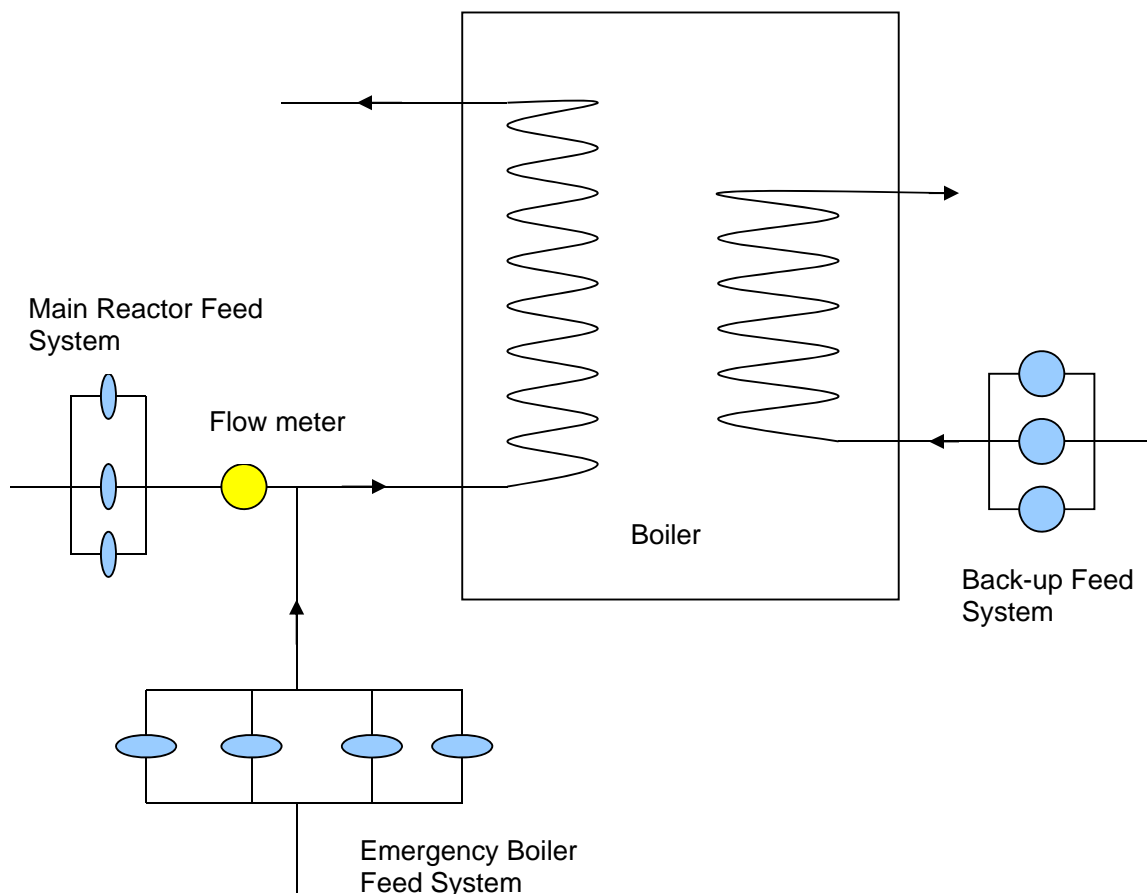 Main Reactor Feed
System
Flow meter
Boiler
Back-up Feed
System
Emergency Boiler
Feed System